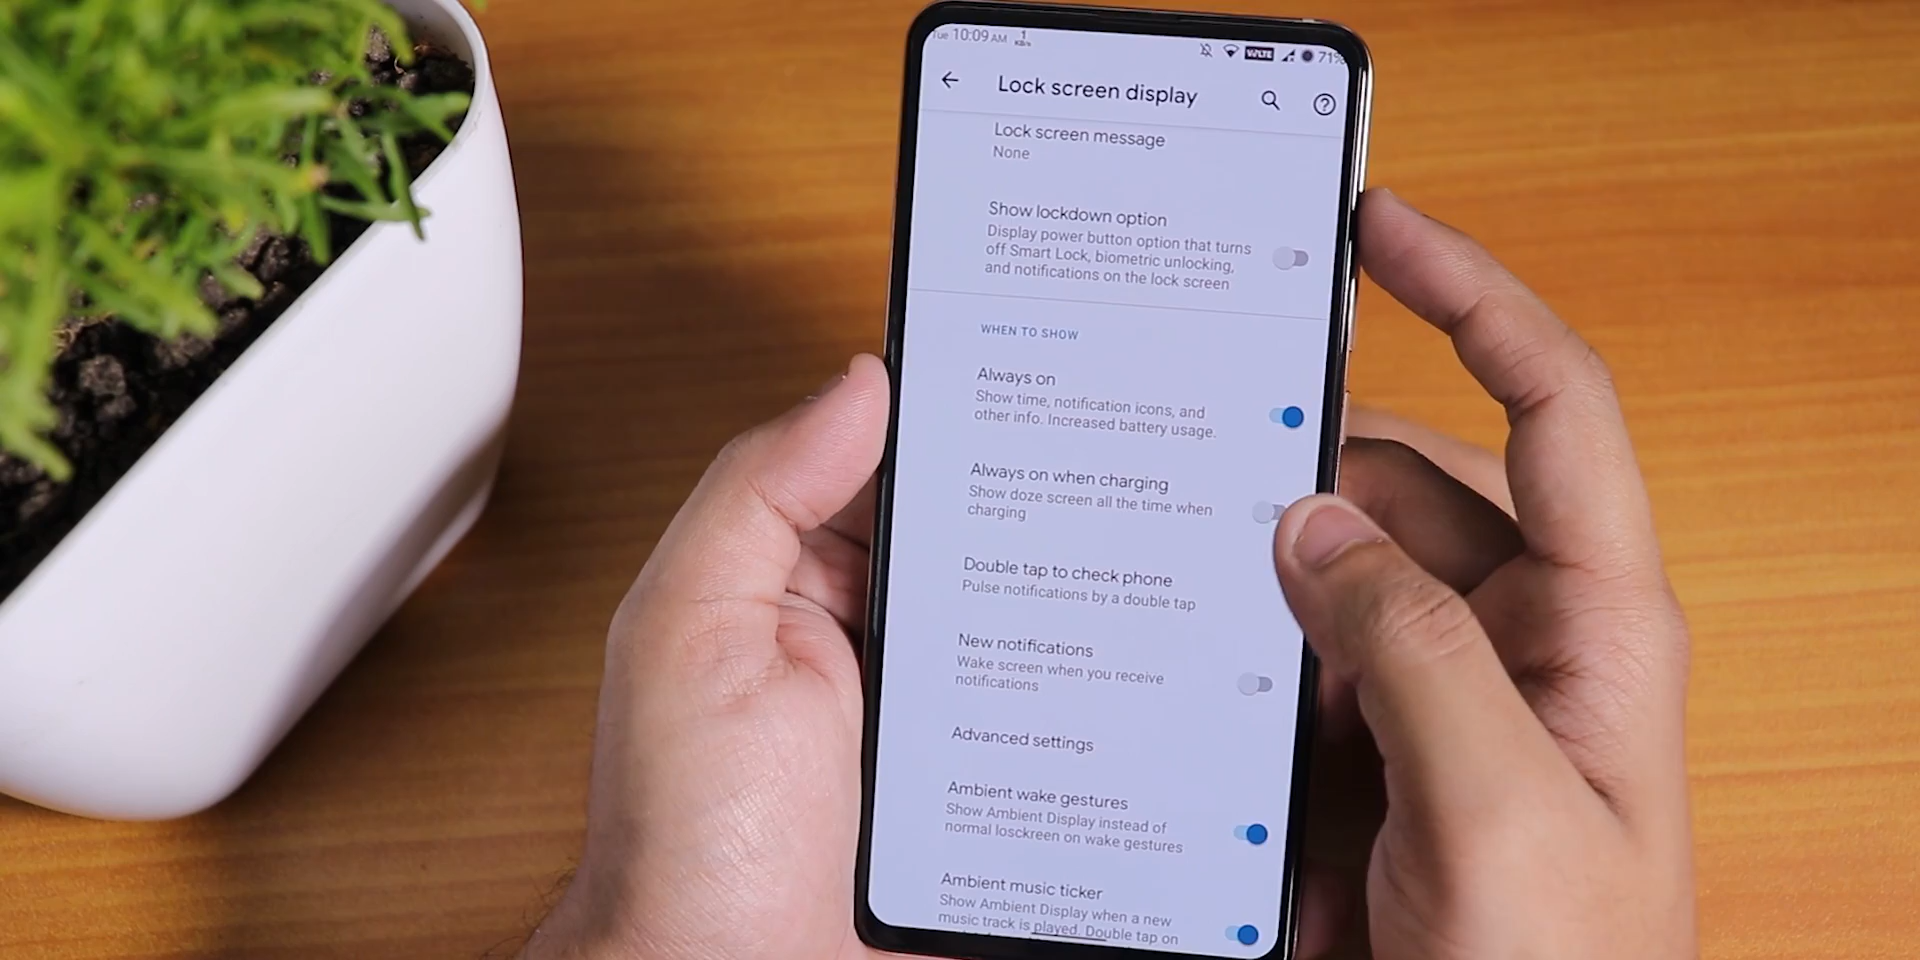 Tue 10:09 AM 1 KB/s VoLTE 71%
Lock screen display
Lock screen message
None
Show lockdown option
Display power button option that turns
off Smart Lock, biometric unlocking,
and notifications on the lock screen
WHEN TO SHOW
Always on
Show time, notification icons, and
other info. Increased battery usage.
Always on when charging
Show doze screen all the time when
charging
Double tap to check phone
Pulse notifications by a double tap
New notifications
Wake screen when you receive
notifications
Advanced settings
Ambient wake gestures
Show Ambient Display instead of
normal losckreen on wake gestures
Ambient music ticker
Show Ambient Display when a new
music track is played. Double tap on